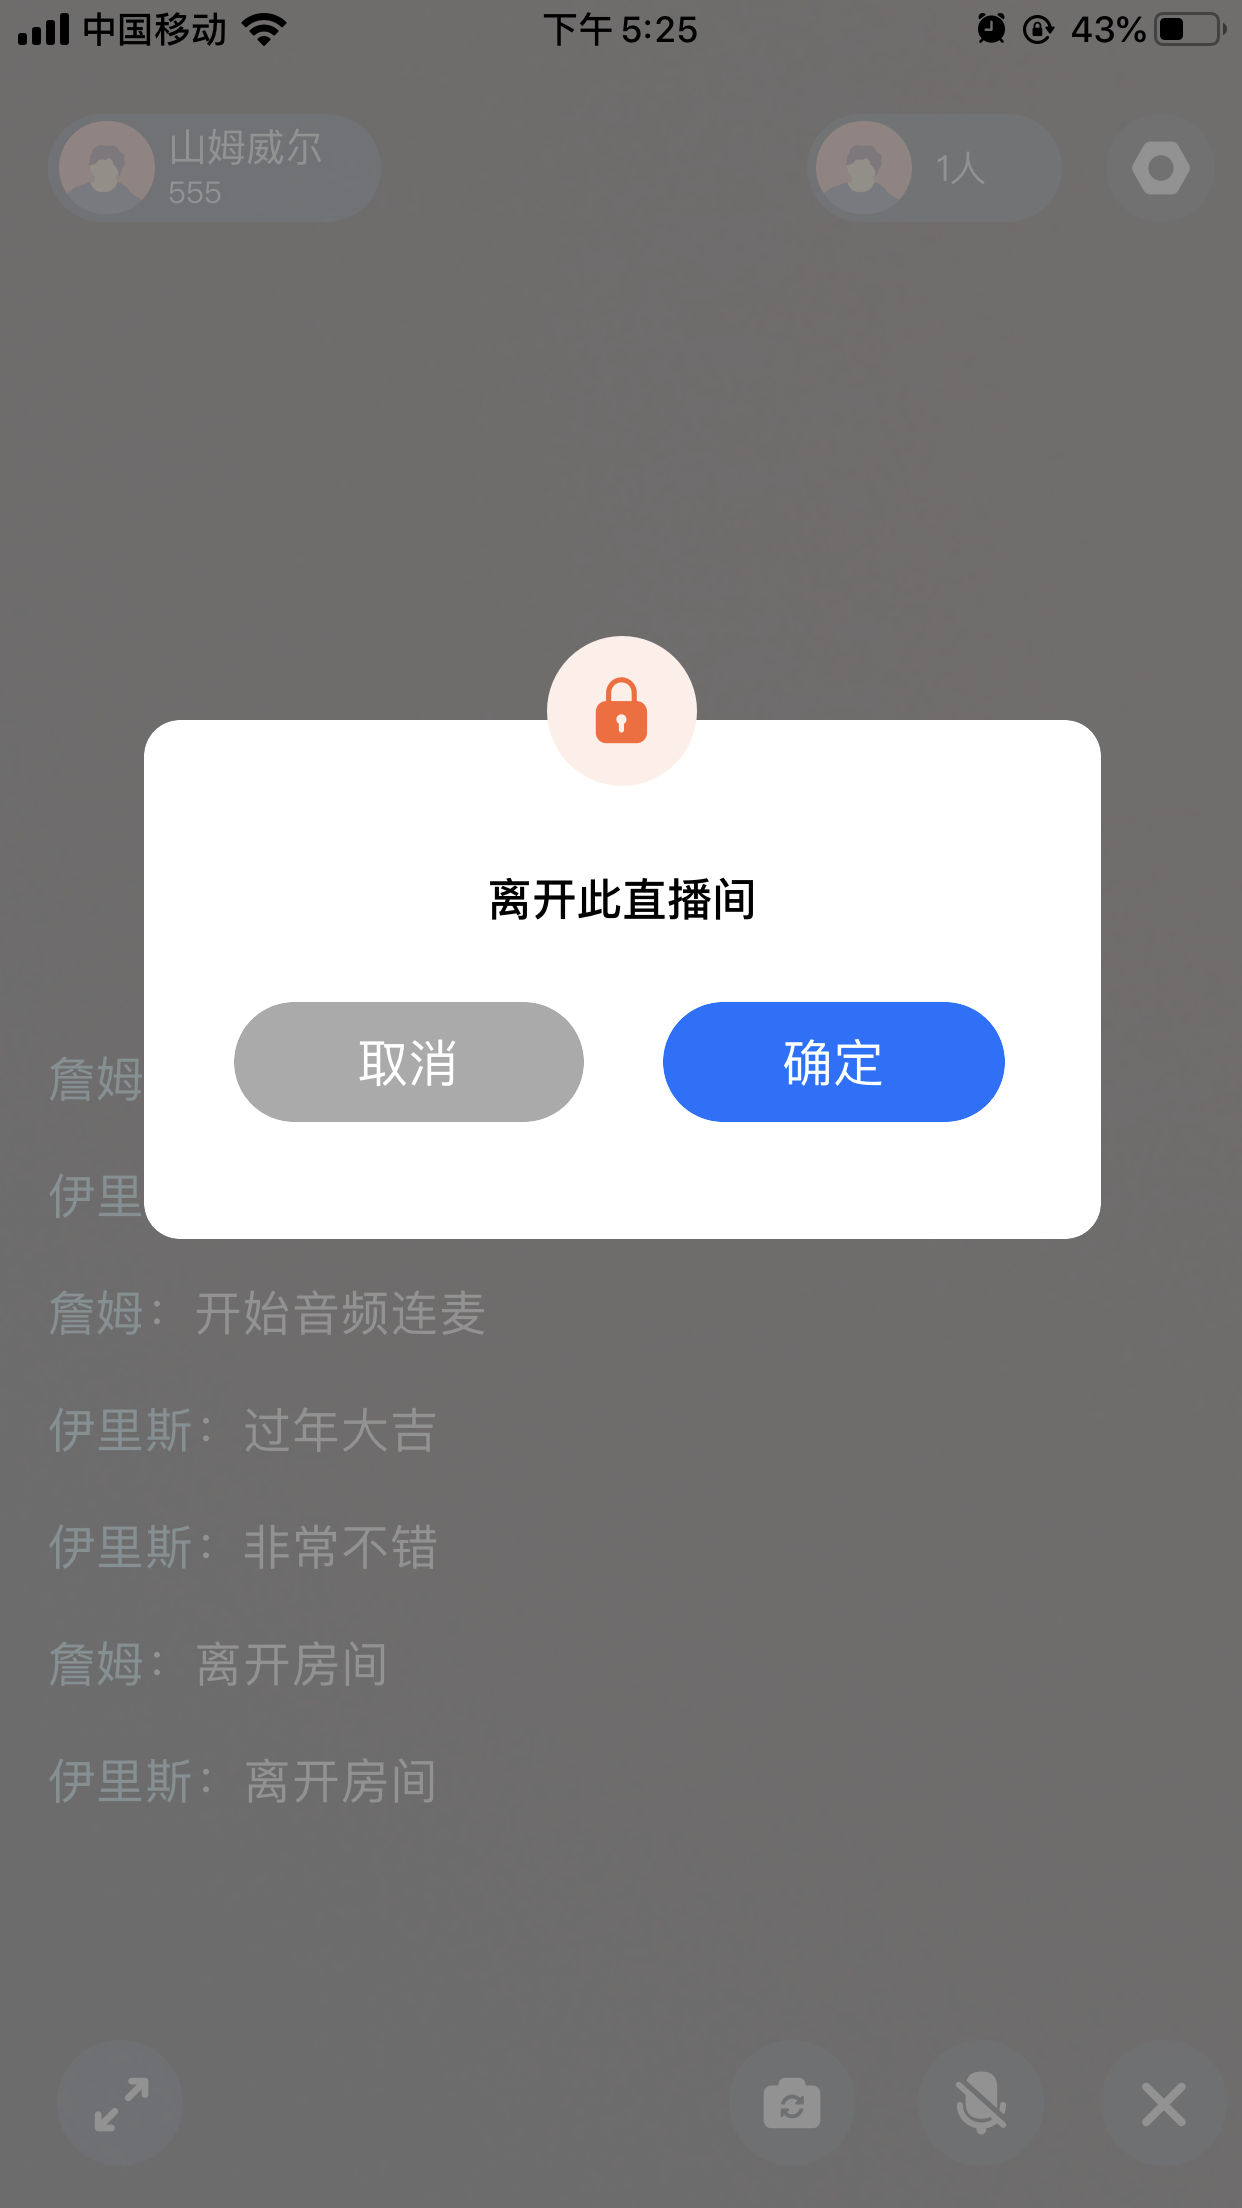 中国移动 下午 5:25 43%
山姆威尔
555
1人
离开此直播间
取消 确定
詹姆
伊里
詹姆：开始音频连麦
伊里斯：过年大吉
伊里斯：非常不错
詹姆：离开房间
伊里斯：离开房间